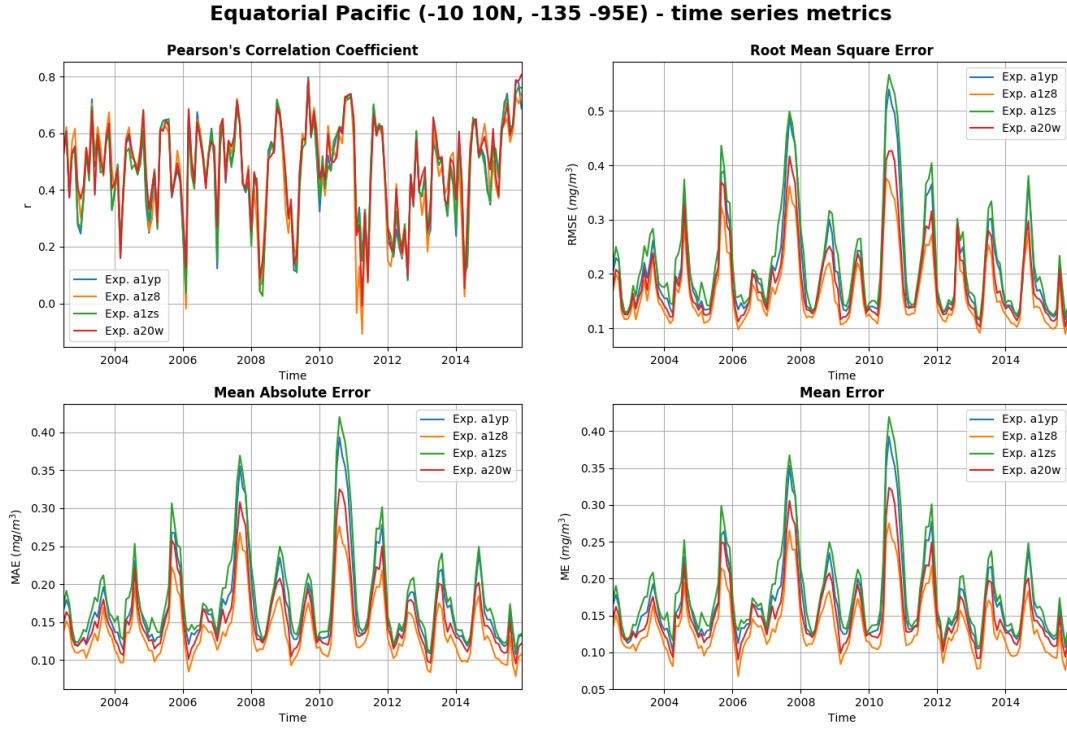 Equatorial Pacific (-10 10N, -135 -95E) - time series metrics
Pearson's Correlation Coefficient
0.8
0.6
0.4
0.2
0.0
r
Exp. a1yp
Exp. a1z8
Exp. a1zs
Exp. a20w
2004
2006
2008
2010
2012
2014
Time
Root Mean Square Error
0.5
0.4
0.3
0.2
0.1
RMSE (mg/m³)
Exp. a1yp
Exp. a1z8
Exp. a1zs
Exp. a20w
2004
2006
2008
2010
2012
2014
Time
Mean Absolute Error
0.40
0.35
0.30
0.25
0.20
0.15
0.10
MAE (mg/m³)
Exp. a1yp
Exp. a1z8
Exp. a1zs
Exp. a20w
2004
2006
2008
2010
2012
2014
Time
Mean Error
0.40
0.35
0.30
0.25
0.20
0.15
0.10
0.05
ME (mg/m³)
Exp. a1yp
Exp. a1z8
Exp. a1zs
Exp. a20w
2004
2006
2008
2010
2012
2014
Time